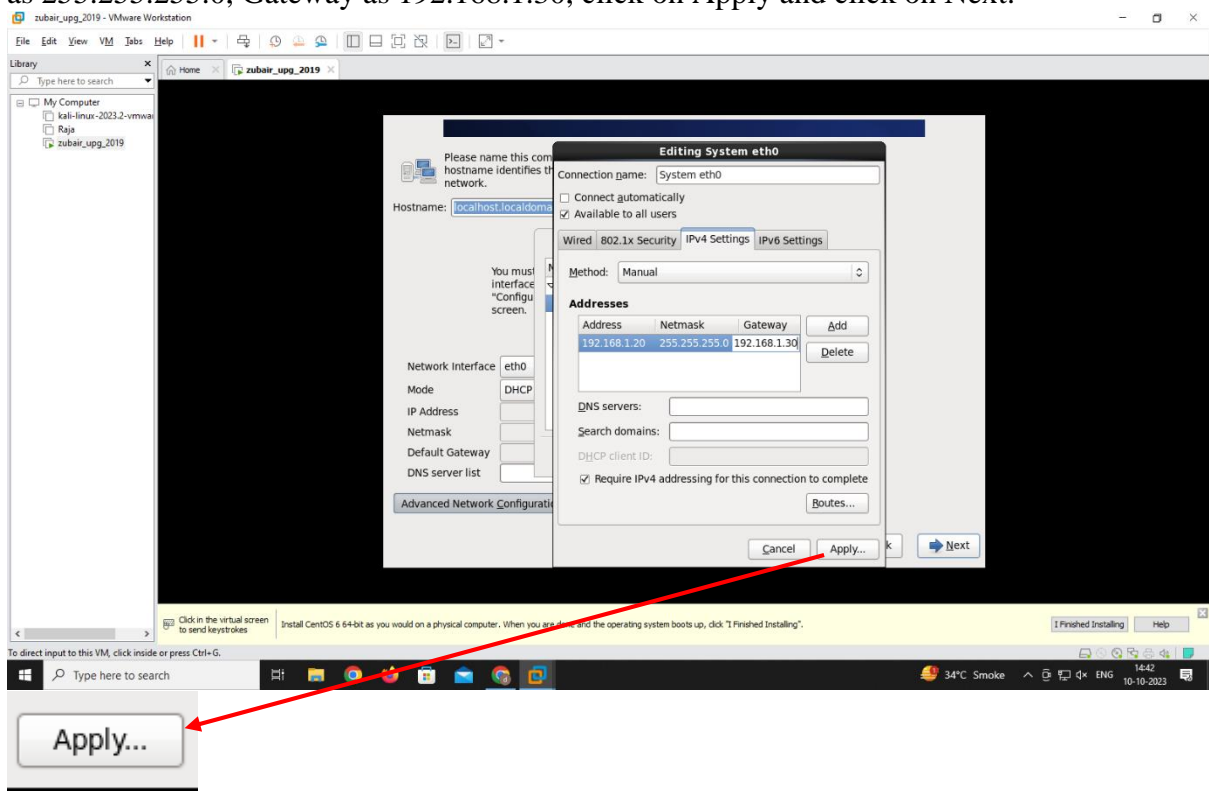 as 255.255.255.0, Gateway as 192.168.1.30, click on Apply and click on Next.
zubair_upg_2019 - VMware Workstation
File Edit View VM Tabs Help
Library
Type here to search
Home zubair_upg_2019
My Computer
kali-linux-2023.2-vmwa
Raja
zubair_upg_2019
Please name this com
hostname identifies th
network.
Hostname: localhost.localdoma
You must
interface
"Configu
screen.
Network Interface eth0
Mode DHCP
IP Address
Netmask
Default Gateway
DNS server list
Advanced Network Configuratio
Editing System eth0
Connection name: System eth0
Connect automatically
Available to all users
Wired 802.1x Security IPv4 Settings IPv6 Settings
Method: Manual
Addresses
Address Netmask Gateway Add
192.168.1.20 255.255.255.0 192.168.1.30
Delete
DNS servers:
Search domains:
DHCP client ID:
Require IPv4 addressing for this connection to complete
Routes...
Cancel Apply...
k Next
Click in the virtual screen
to send keystrokes
Install CentOS 6 64-bit as you would on a physical computer. When you are done and the operating system boots up, click "I Finished Installing".
I Finished Installing Help
To direct input to this VM, click inside or press Ctrl+G.
Type here to search
34°C Smoke ENG 14:42
10-10-2023
Apply...